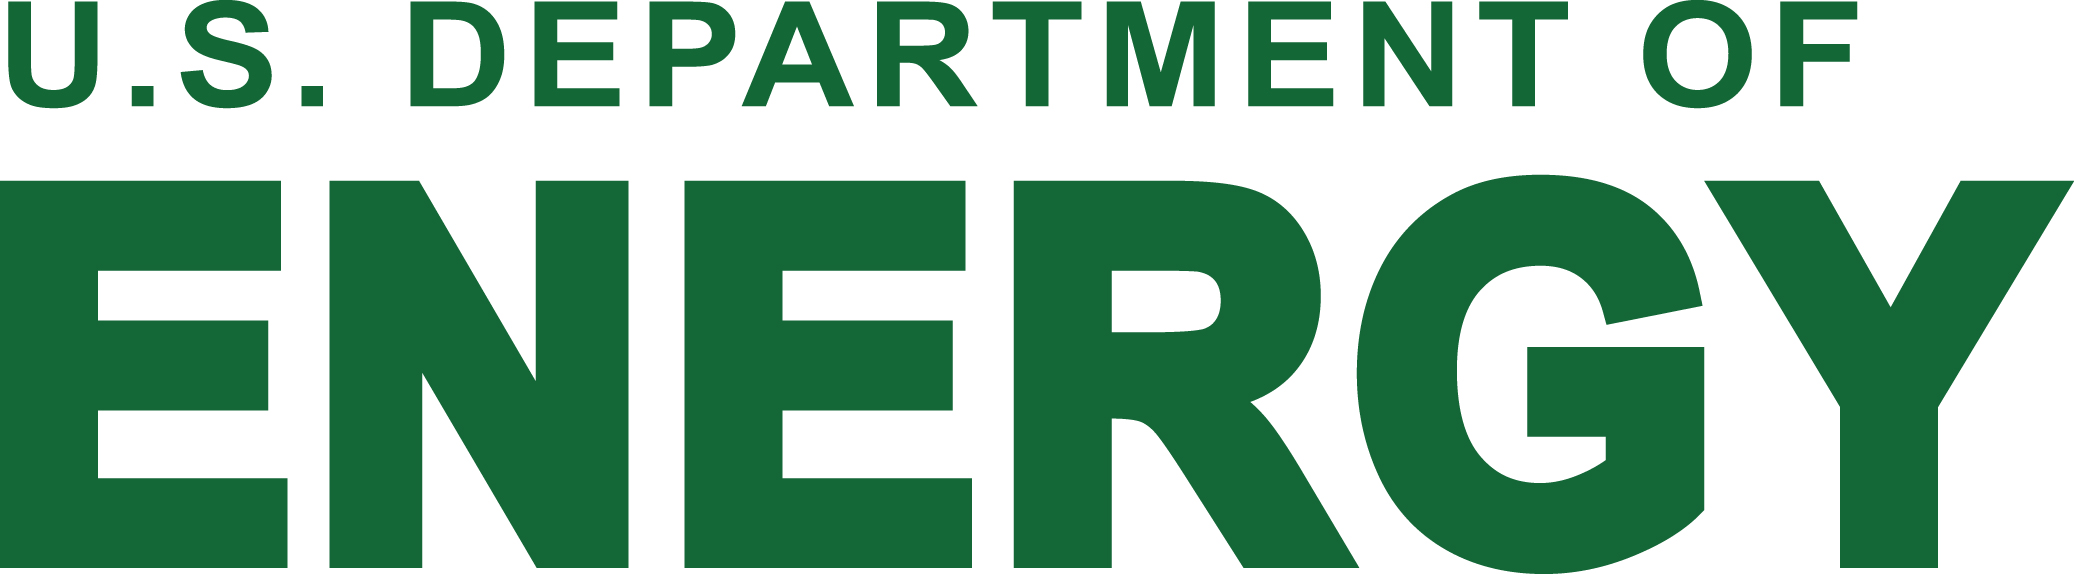 U.S. DEPARTMENT OF
ENERGY